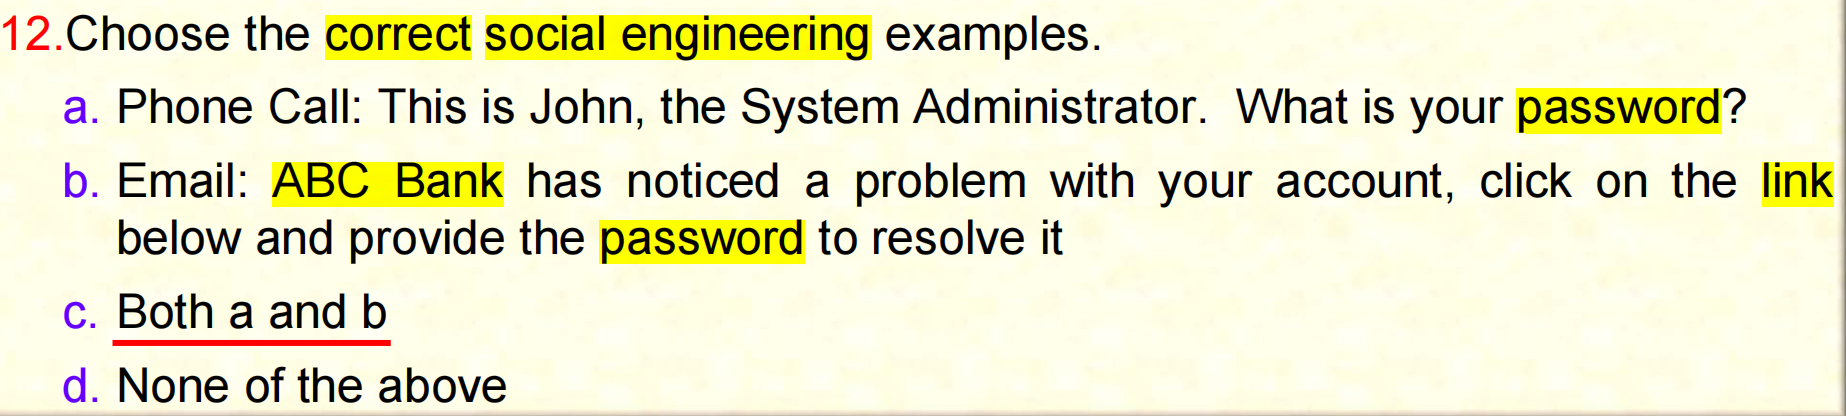 12.Choose the correct social engineering examples.
a. Phone Call: This is John, the System Administrator. What is your password?
b. Email: ABC Bank has noticed a problem with your account, click on the link
below and provide the password to resolve it
c. Both a and b
d. None of the above